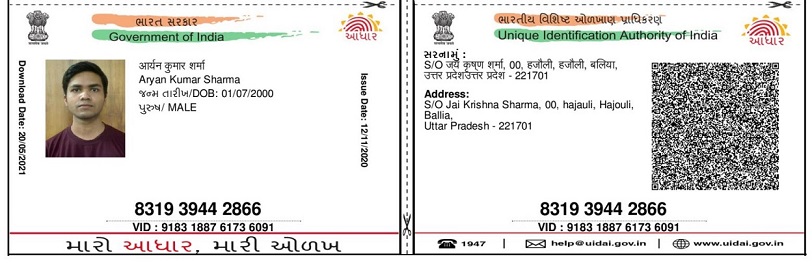 ભારત સરકાર
Government of India
આધાર
Download Date: 20/05/2021
आर्यन कुमार शर्मा
Aryan Kumar Sharma
જન્મ તારીખ/DOB: 01/07/2000
પુરુષ/ MALE
Issue Date: 12/11/2020
8319 3944 2866
VID : 9183 1887 6173 6091
મારો આધાર, મારી ઓળખ
ભારતીય વિશિષ્ટ ઓળખાણ પ્રાધિકરણ
Unique Identification Authority of India
આધાર
સરનામું :
S/O जय कृष्ण शर्मा, 00, हजौली, हजौली, बलिया,
उत्तर प्रदेशउत्तर प्रदेश - 221701
Address:
S/O Jai Krishna Sharma, 00, hajauli, Hajouli,
Ballia,
Uttar Pradesh - 221701
8319 3944 2866
VID : 9183 1887 6173 6091
1947 | help@uidai.gov.in | www.uidai.gov.in